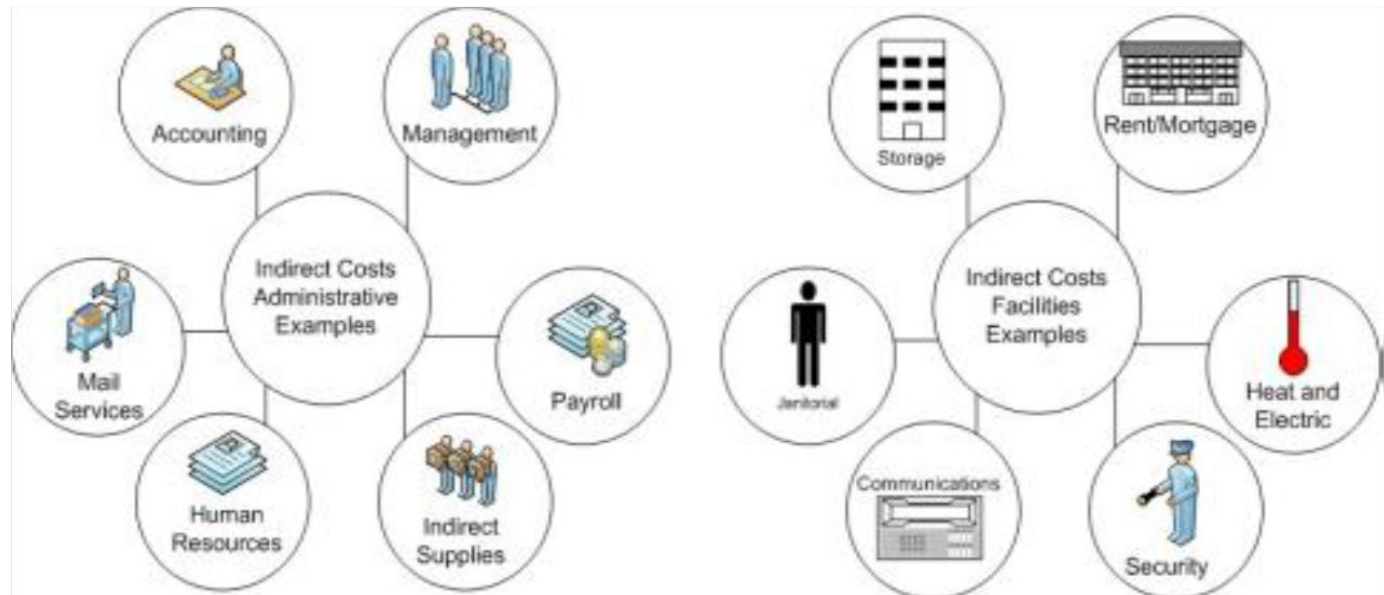 Accounting
Management
Indirect Costs
Administrative
Examples
Mail
Services
Payroll
Human
Resources
Indirect
Supplies
Storage
Rent/Mortgage
Indirect Costs
Facilities
Examples
Janitorial
Heat and
Electric
Communications
Security